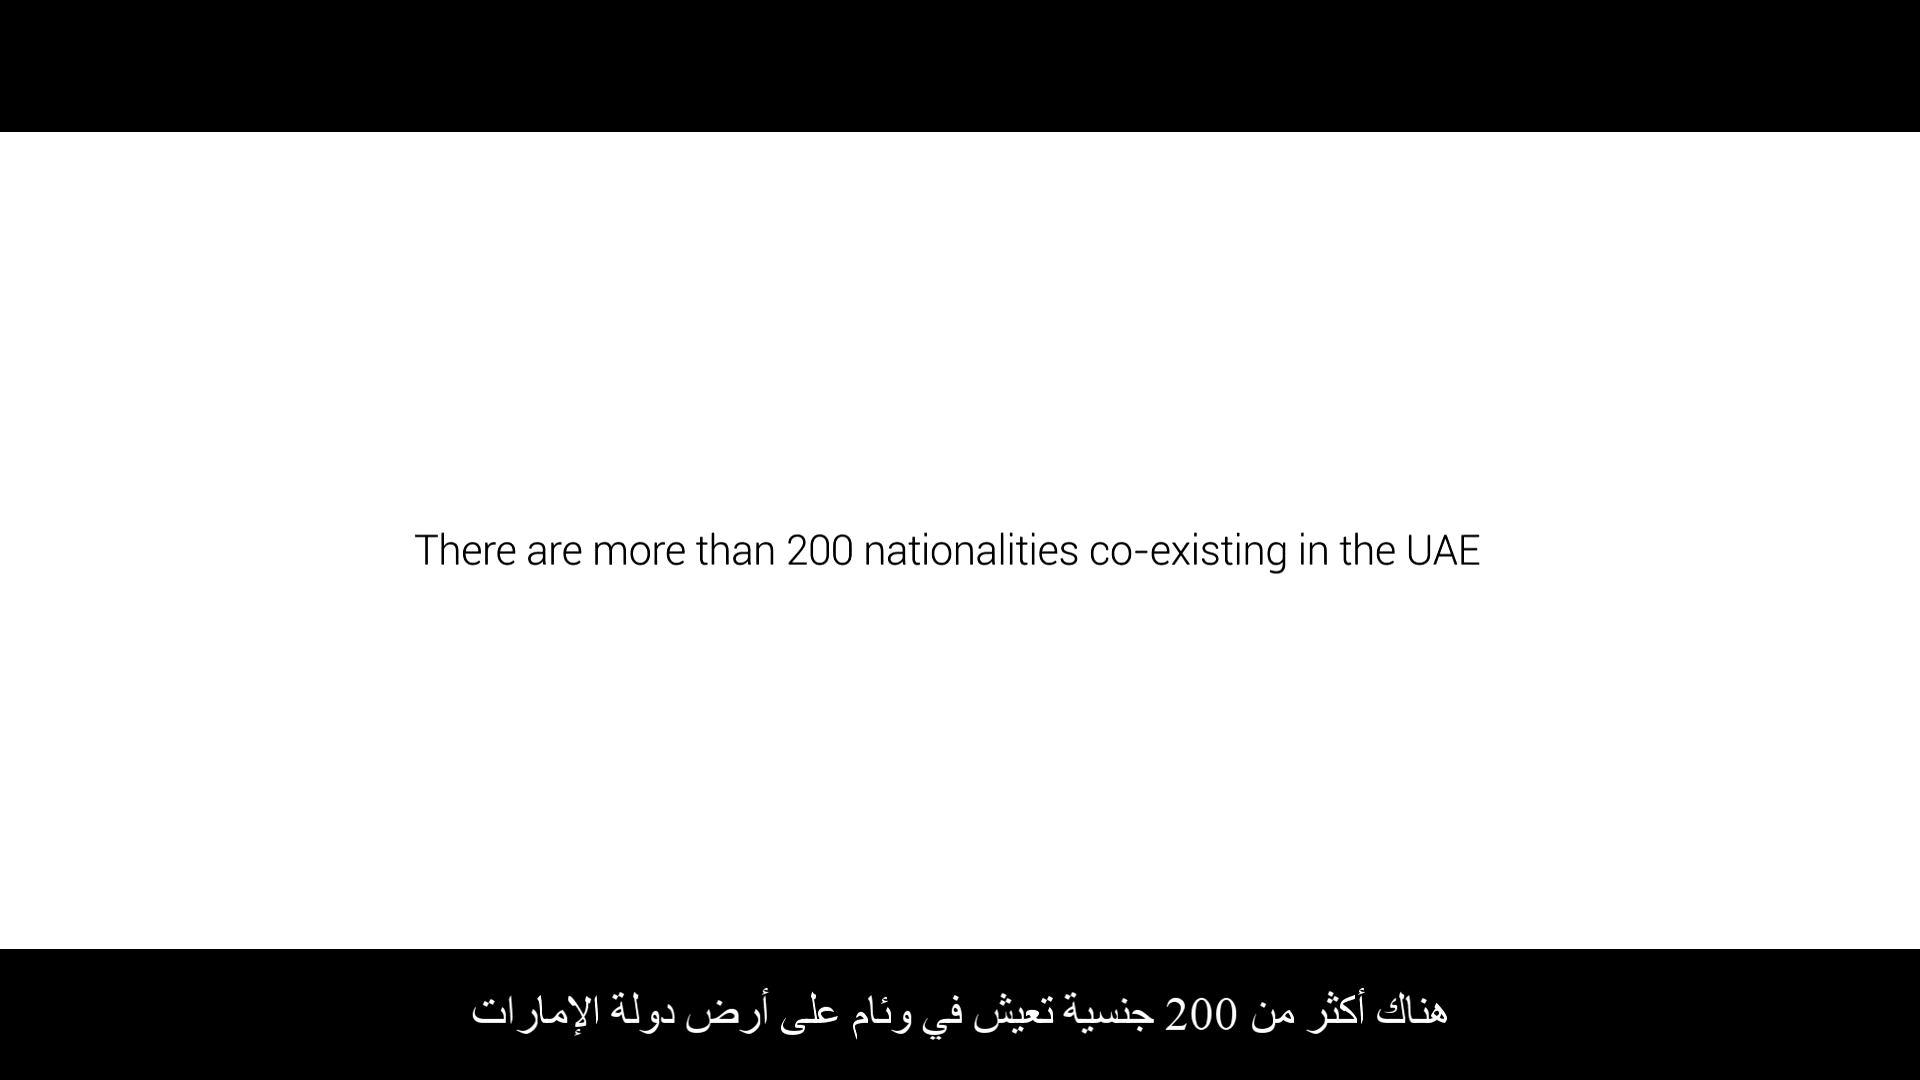 There are more than 200 nationalities co-existing in the UAE
هناك أكثر من 200 جنسية تعيش في وئام على أرض دولة الإمارات